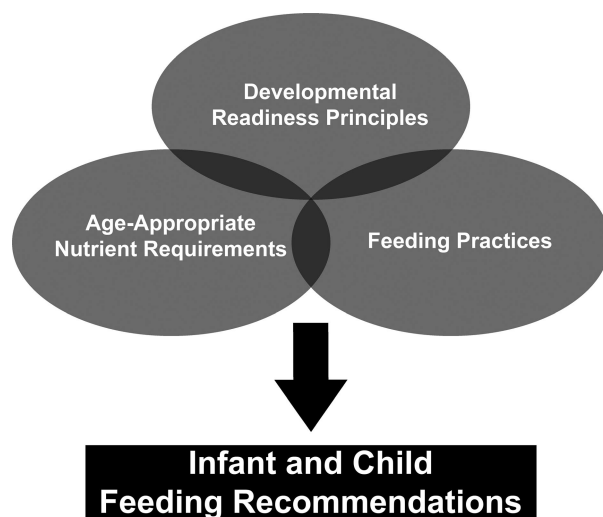 Developmental
Readiness Principles
Age-Appropriate
Nutrient Requirements
Feeding Practices
Infant and Child
Feeding Recommendations